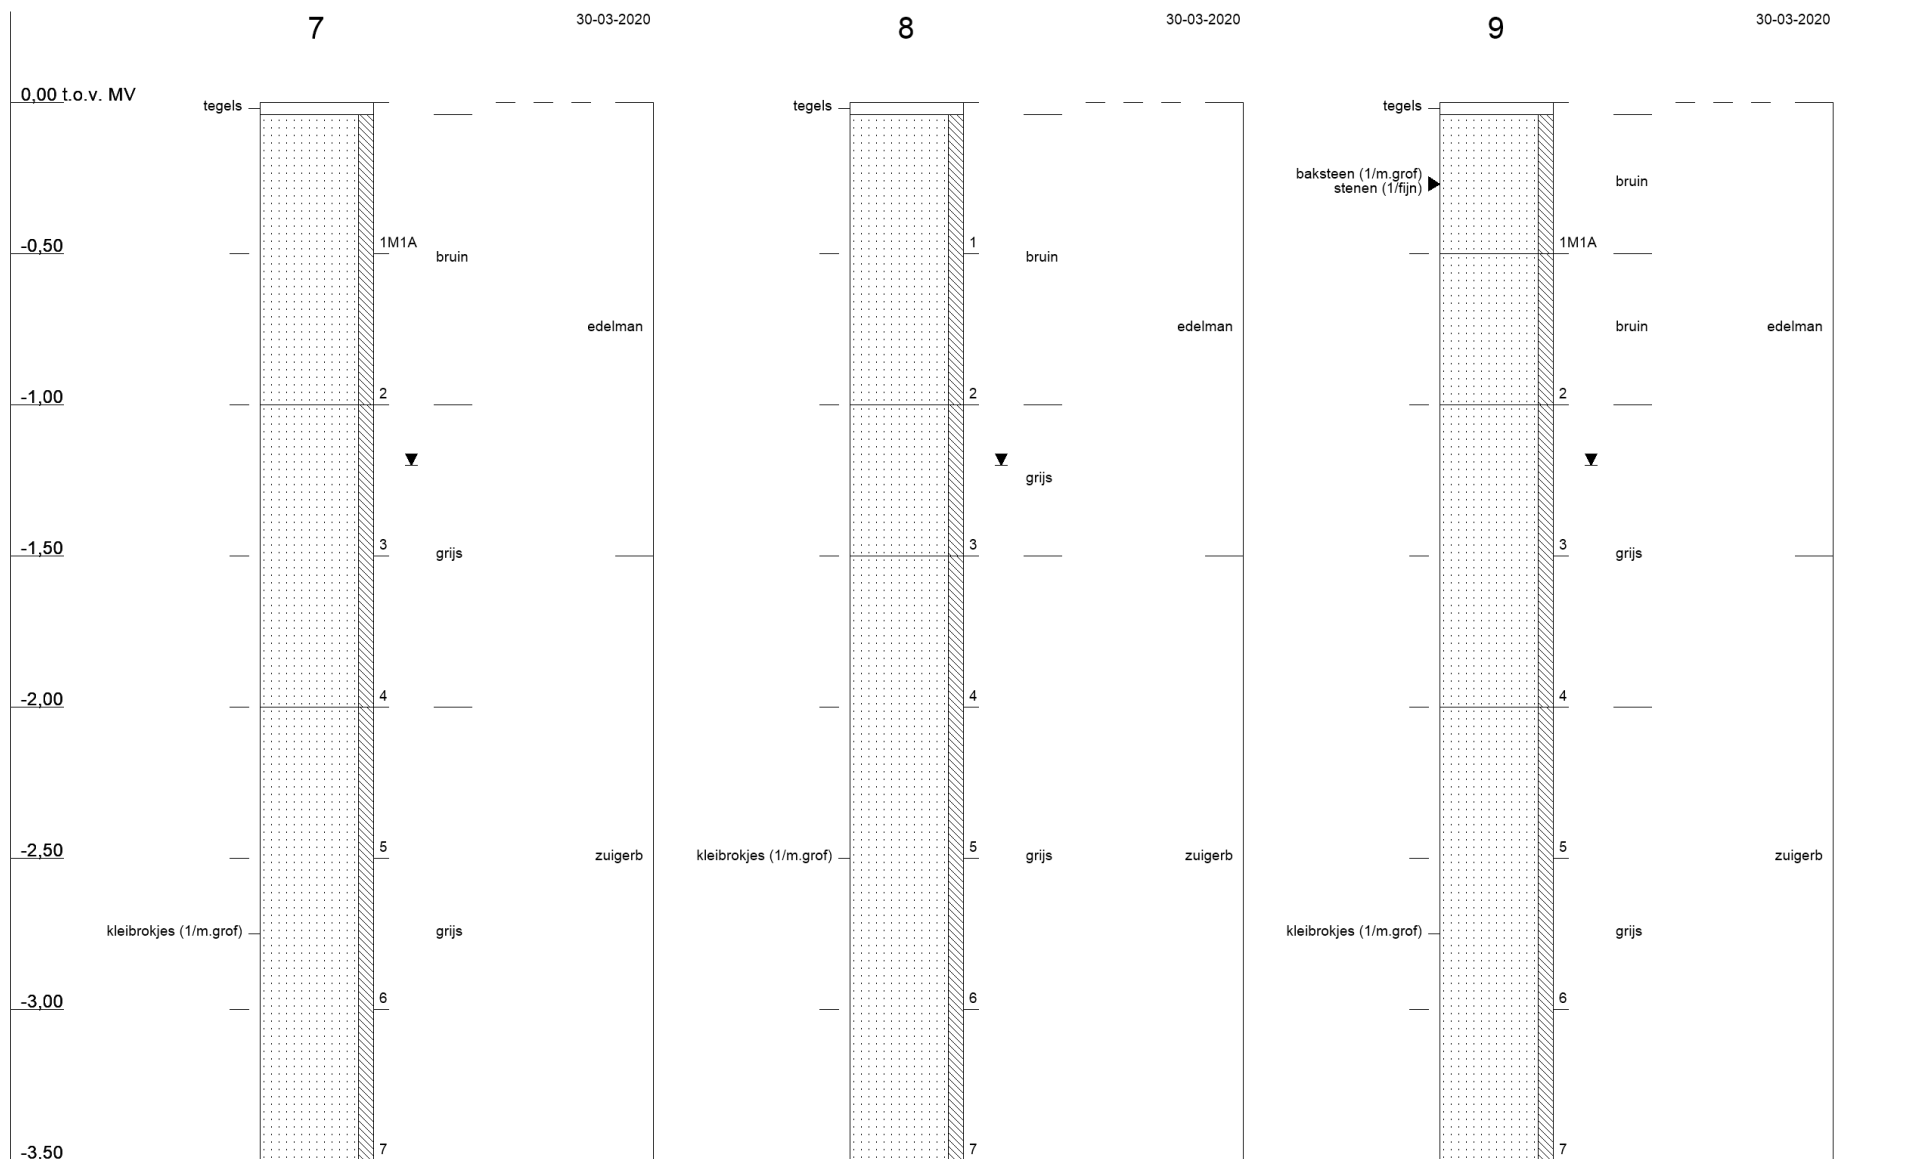 7
30-03-2020
8
30-03-2020
9
30-03-2020
0,00 t.o.v. MV
-0,50
-1,00
-1,50
-2,00
-2,50
-3,00
-3,50
tegels
1M1A
bruin
edelman
2
3
grijs
4
5
zuigerb
kleibrokjes (1/m.grof)
grijs
6
7
tegels
1
bruin
edelman
2
grijs
3
4
kleibrokjes (1/m.grof)
5
grijs
zuigerb
6
7
tegels
baksteen (1/m.grof)
stenen (1/fijn)
bruin
1M1A
bruin
edelman
2
3
grijs
4
5
zuigerb
kleibrokjes (1/m.grof)
grijs
6
7